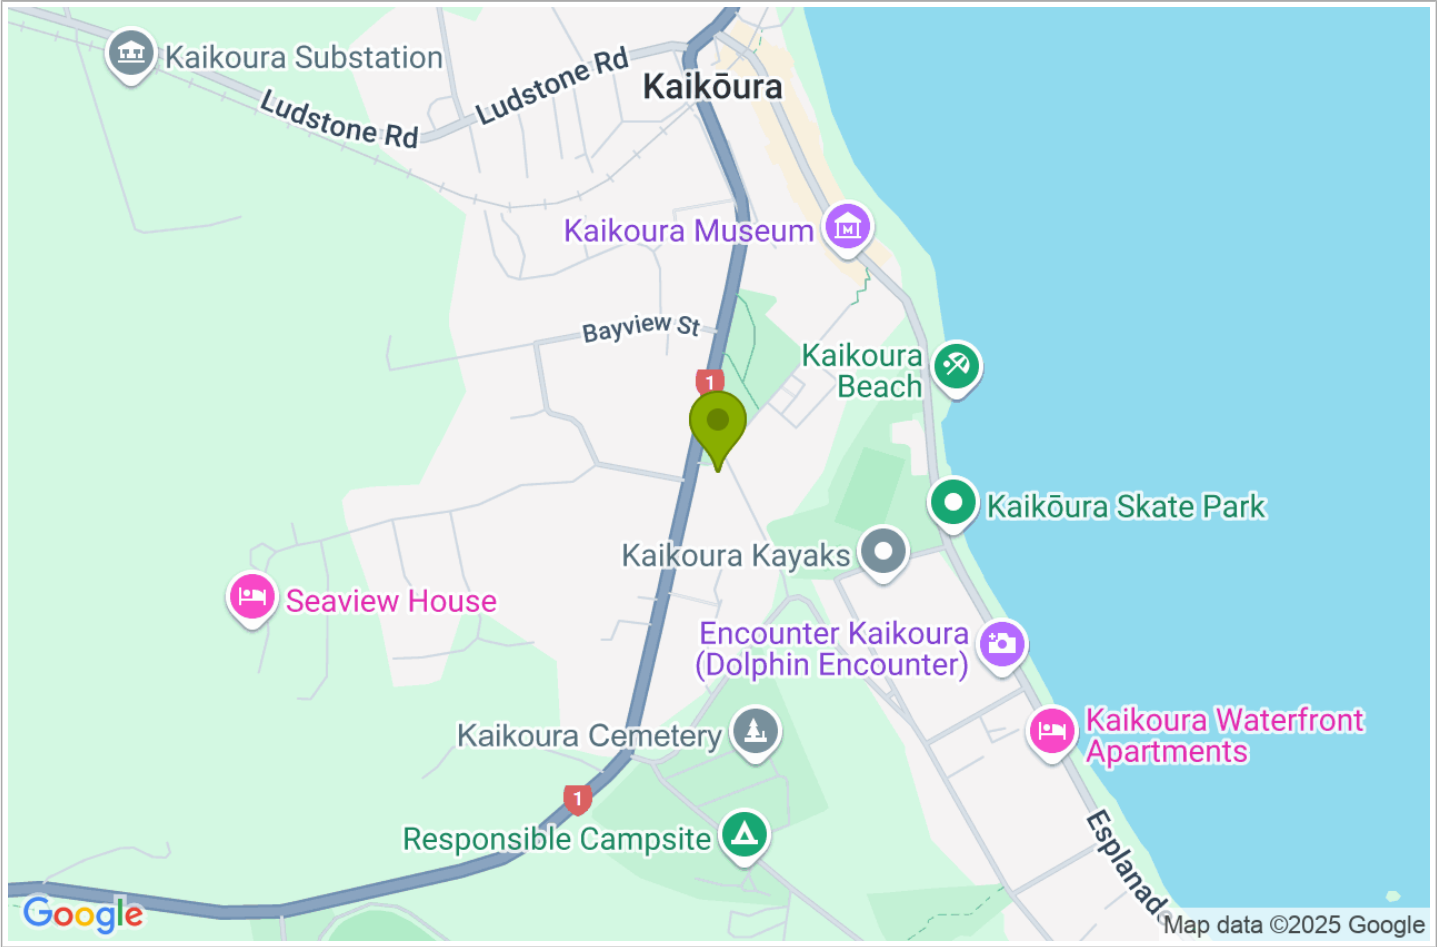 Kaikoura Substation
Ludstone Rd
Ludstone Rd
Kaikōura
Kaikoura Museum
Bayview St
Kaikoura
Beach
1
Kaikōura Skate Park
Kaikoura Kayaks
Seaview House
Encounter Kaikoura
(Dolphin Encounter)
Kaikoura Cemetery
Kaikoura Waterfront
Apartments
1
Responsible Campsite
Esplanade
Google
Map data ©2025 Google